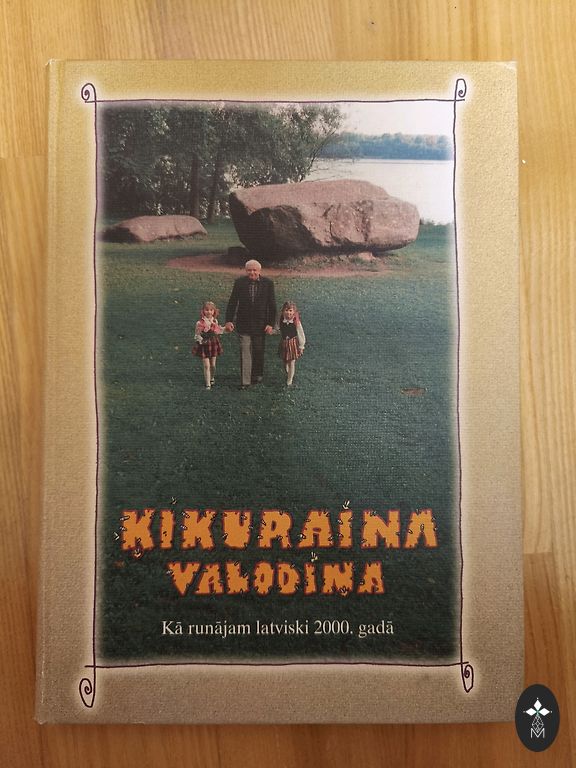 KIKURAINA
VALODIŅA
Kā runājam latviski 2000. gadā
M